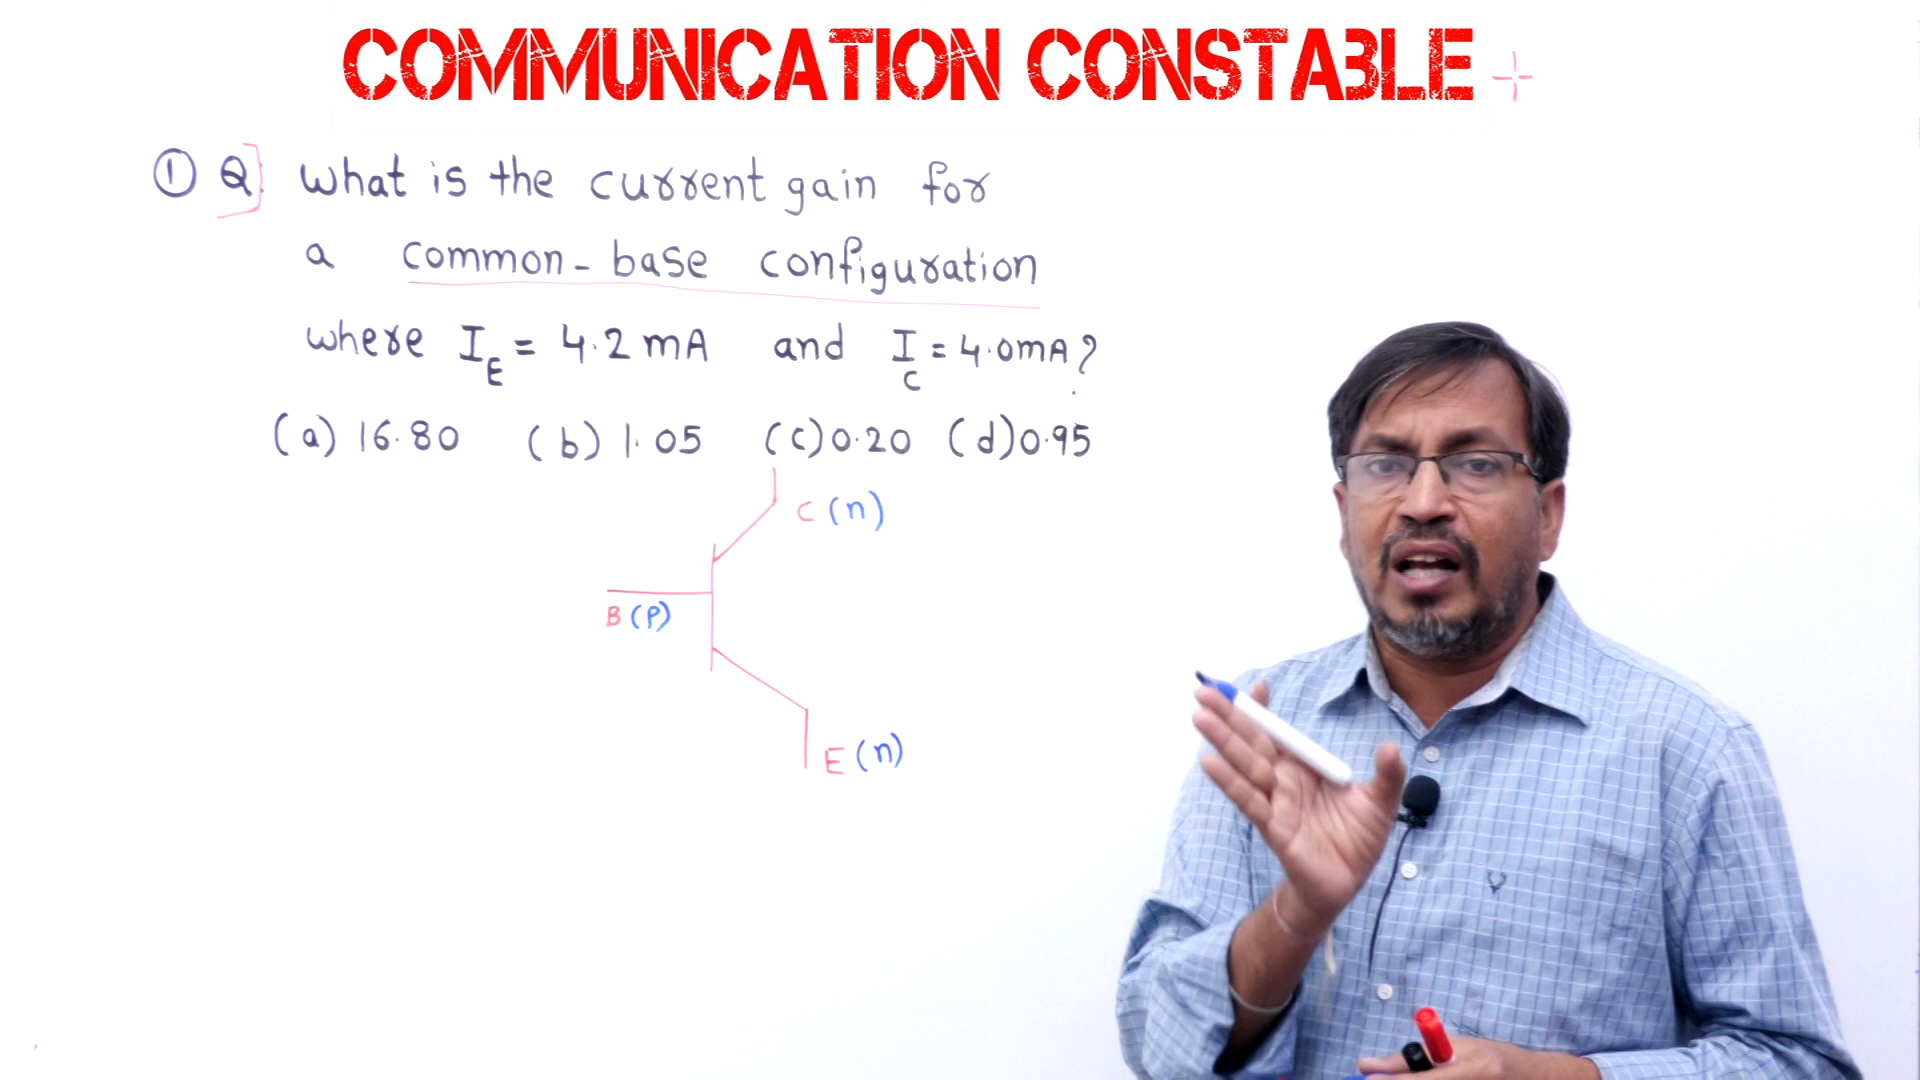 COMMUNICATION CONSTABLE
① Q] What is the current gain for
a common-base configuration
where I_E = 4.2 mA and I_C = 4.0mA?
(a) 16.80 (b) 1.05 (c) 0.20 (d) 0.95
C (n)
B (P)
E (n)